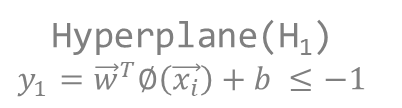 Hyperplane(H₁)
y₁ = w⃗ᵀ∅(x⃗ᵢ) + b ≤ −1